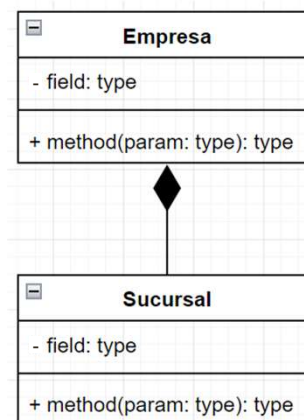 Empresa
- field: type
+ method(param: type): type
Sucursal
- field: type
+ method(param: type): type